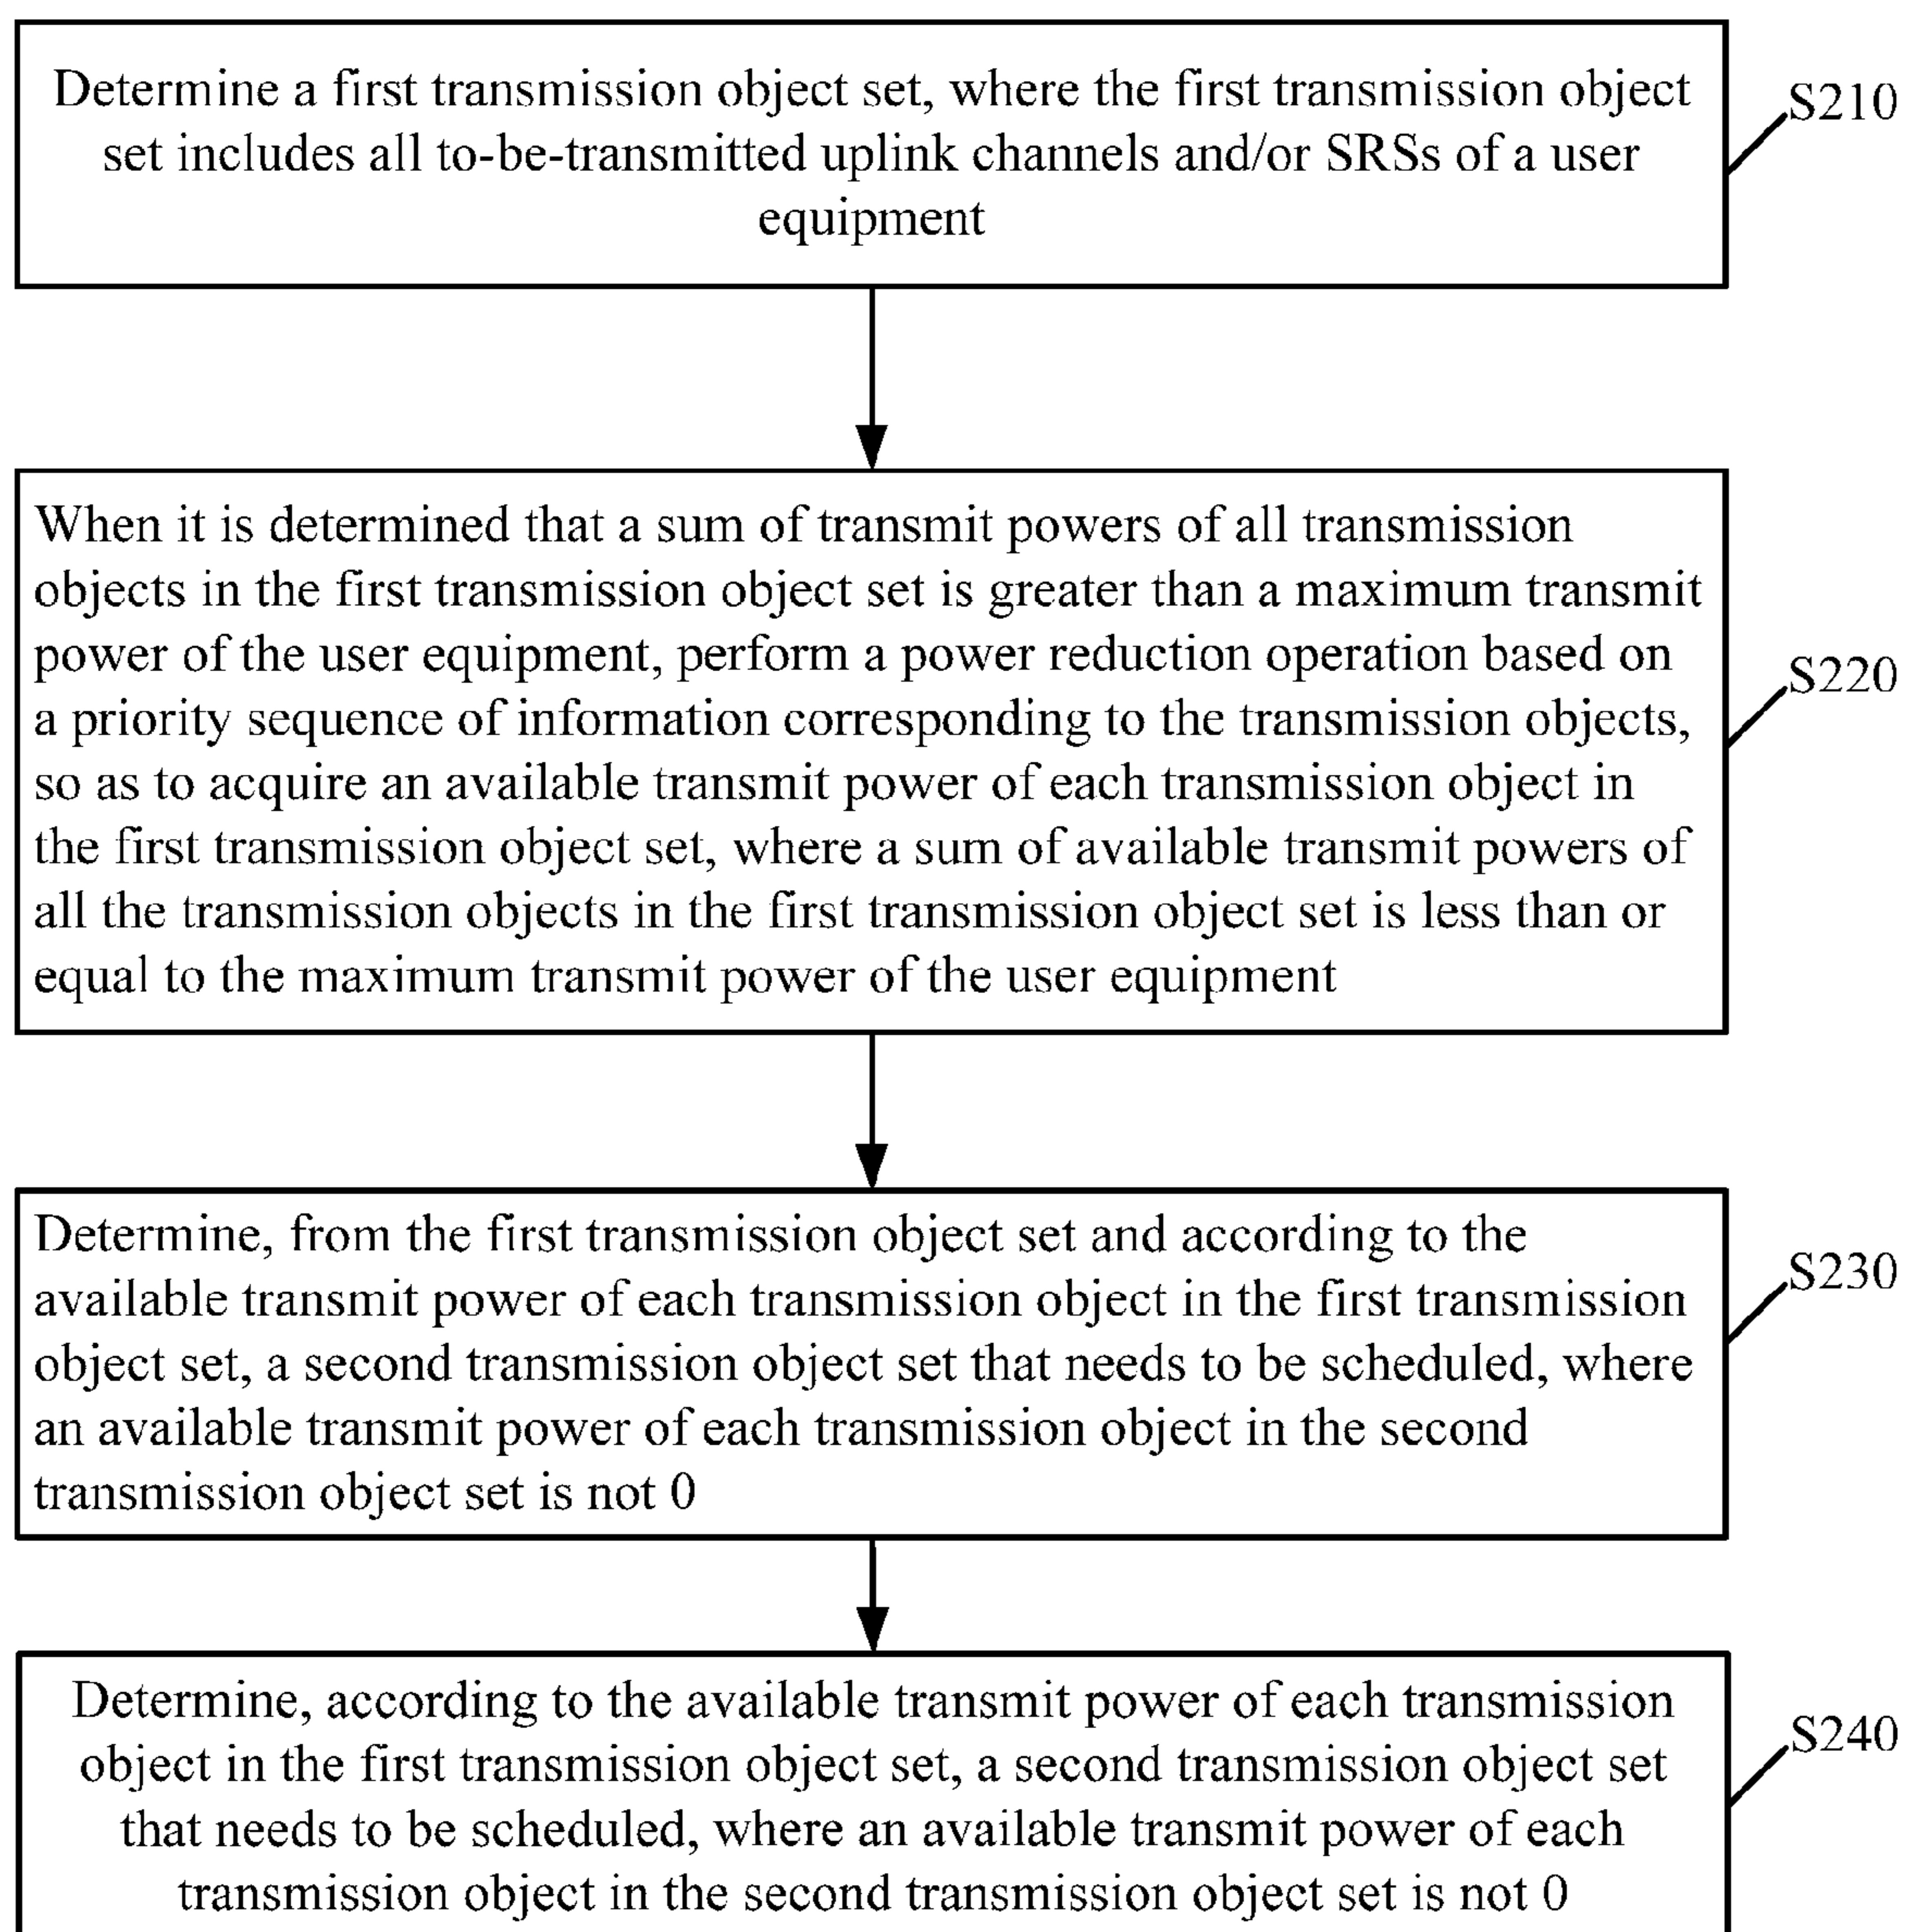 Determine a first transmission object set, where the first transmission object
set includes all to-be-transmitted uplink channels and/or SRSs of a user
equipment
S210
When it is determined that a sum of transmit powers of all transmission
objects in the first transmission object set is greater than a maximum transmit
power of the user equipment, perform a power reduction operation based on
a priority sequence of information corresponding to the transmission objects,
so as to acquire an available transmit power of each transmission object in
the first transmission object set, where a sum of available transmit powers of
all the transmission objects in the first transmission object set is less than or
equal to the maximum transmit power of the user equipment
S220
Determine, from the first transmission object set and according to the
available transmit power of each transmission object in the first transmission
object set, a second transmission object set that needs to be scheduled, where
an available transmit power of each transmission object in the second
transmission object set is not 0
S230
Determine, according to the available transmit power of each transmission
object in the first transmission object set, a second transmission object set
that needs to be scheduled, where an available transmit power of each
transmission object in the second transmission object set is not 0
S240